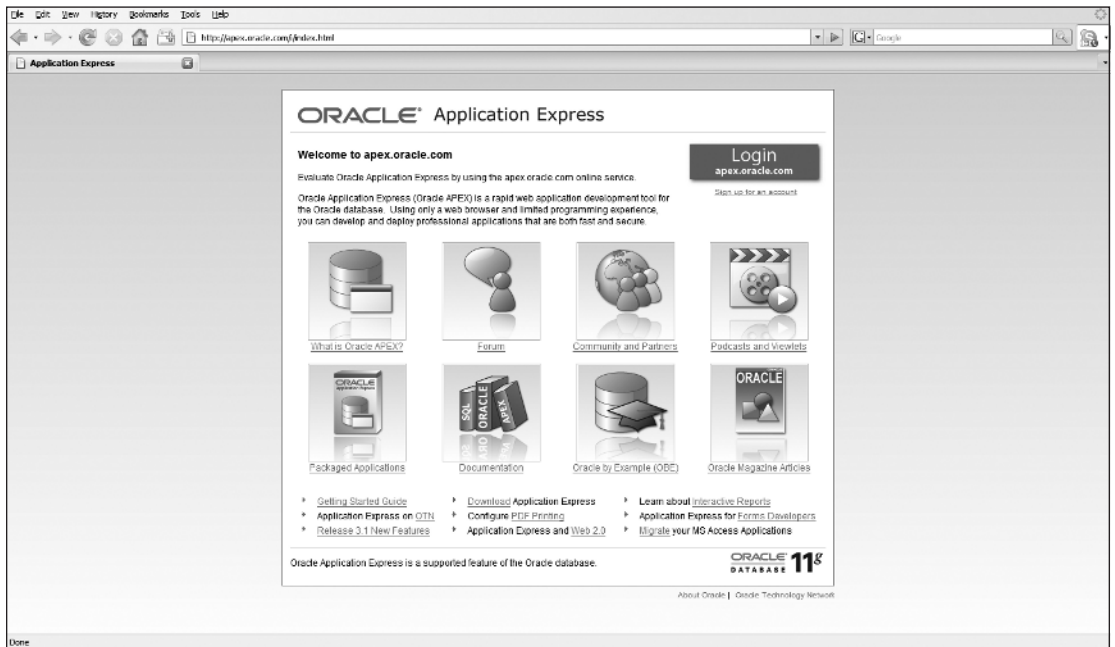 File Edit View History Bookmarks Tools Help
http://apex.oracle.com/i/index.html
G Google
Application Express
ORACLE® Application Express
Welcome to apex.oracle.com
Login
apex.oracle.com
Evaluate Oracle Application Express by using the apex.oracle.com online service.
Sign up for an account
Oracle Application Express (Oracle APEX) is a rapid web application development tool for
the Oracle database. Using only a web browser and limited programming experience,
you can develop and deploy professional applications that are both fast and secure.
What is Oracle APEX?
Forum
Community and Partners
Podcasts and Viewlets
ORACLE
Application Express
SQL
ORACLE
APEX
ORACLE
Packaged Applications
Documentation
Oracle by Example (OBE)
Oracle Magazine Articles
Getting Started Guide
Download Application Express
Learn about Interactive Reports
Application Express on OTN
Configure PDF Printing
Application Express for Forms Developers
Release 3.1 New Features
Application Express and Web 2.0
Migrate your MS Access Applications
Oracle Application Express is a supported feature of the Oracle database.
ORACLE
DATABASE 11g
About Oracle | Oracle Technology Network
Done